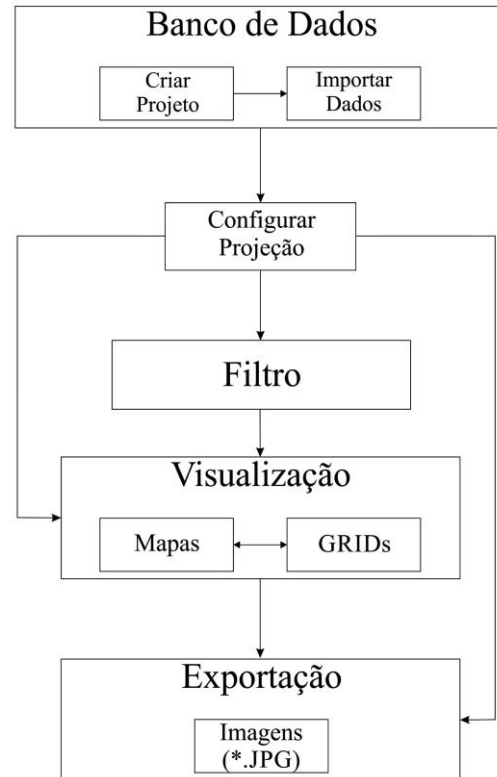 Banco de Dados
Criar
Projeto
Importar
Dados
Configurar
Projeção
Filtro
Visualização
Mapas
GRIDs
Exportação
Imagens
(*.JPG)